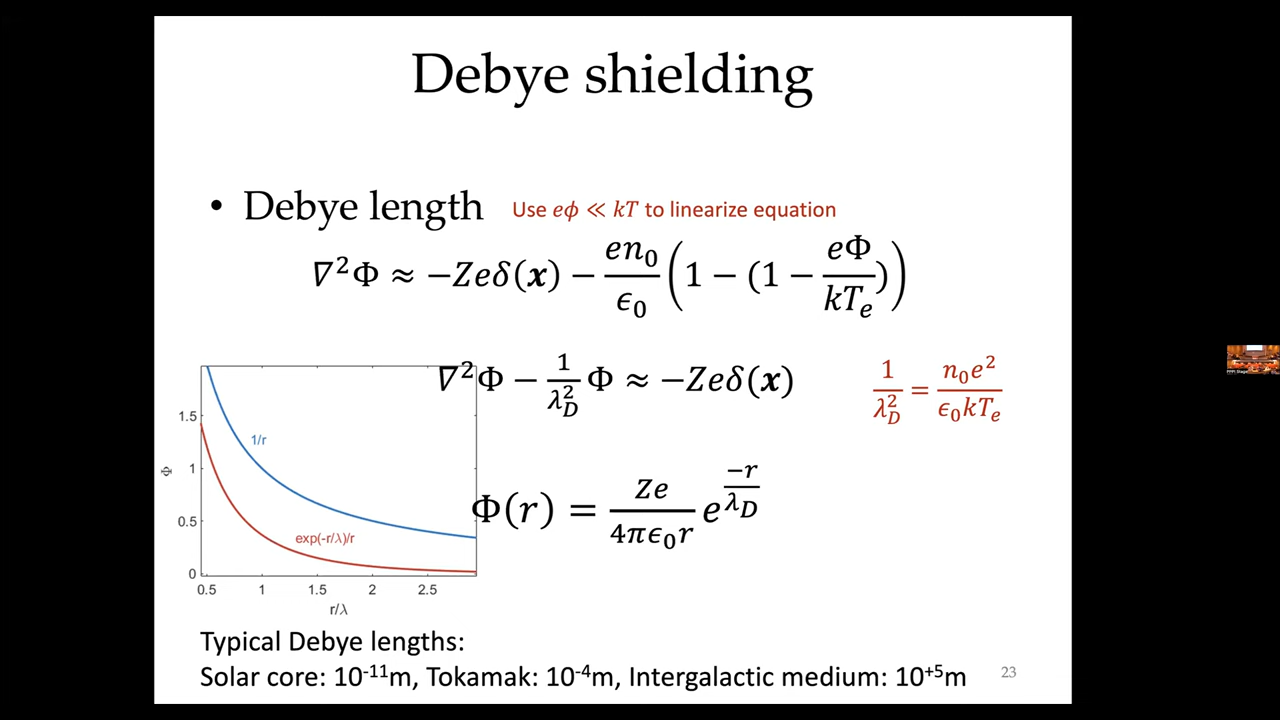 Debye shielding
• Debye length Use eϕ ≪ kT to linearize equation
∇²Φ ≈ −Zeδ(𝒙) − en₀/ϵ₀ (1 − (1 − eΦ/kTₑ))
∇²Φ − 1/λ_D² Φ ≈ −Zeδ(𝒙)
1/λ_D² = n₀e²/ϵ₀kTₑ
Φ(r) = Ze/4πϵ₀r e^(−r/λ_D)
Φ
1.5
1
0.5
0
1/r
exp(-r/λ)/r
0.5 1 1.5 2 2.5
r/λ
Typical Debye lengths:
Solar core: 10⁻¹¹m, Tokamak: 10⁻⁴m, Intergalactic medium: 10⁺⁵m
23